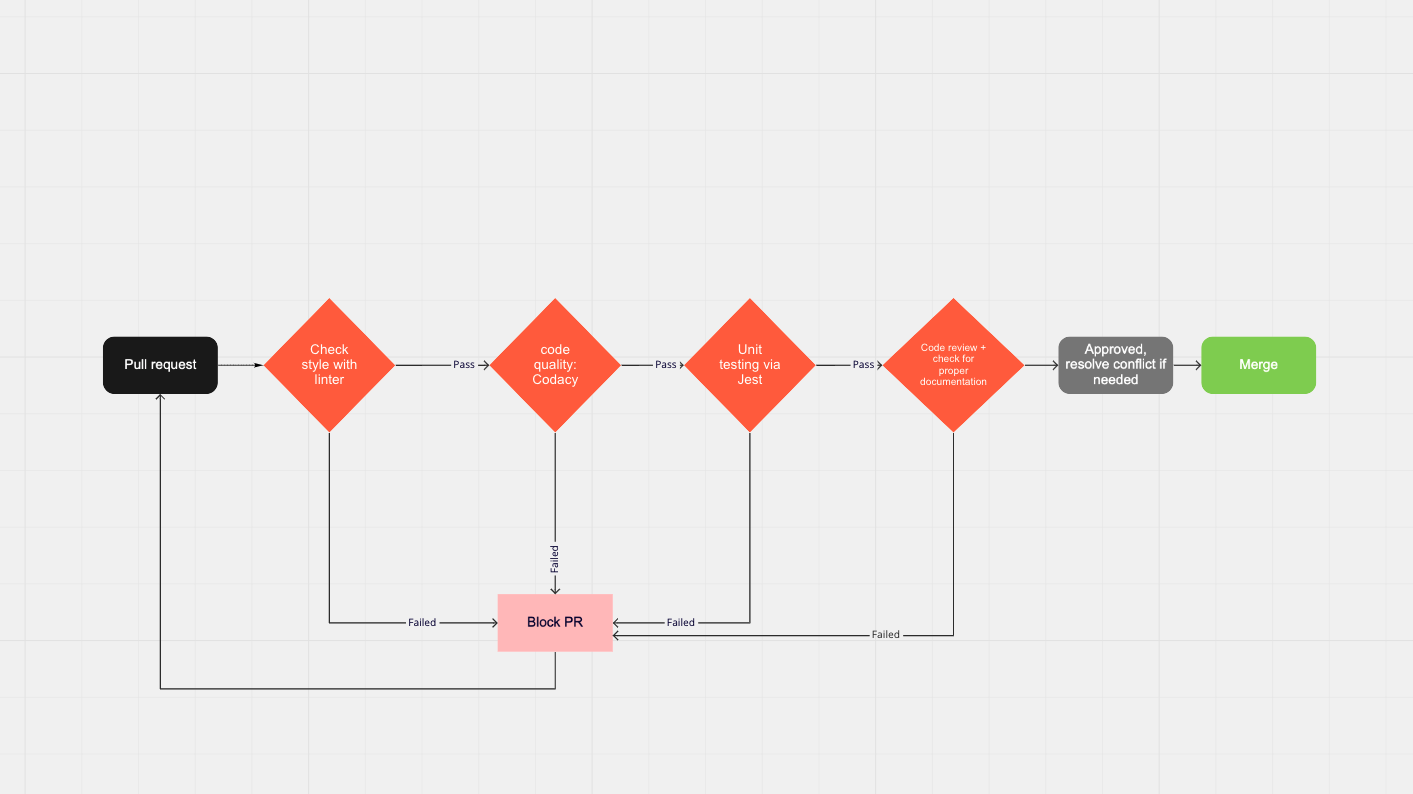 Pull request
Check
style with
linter
Pass
code
quality:
Codacy
Pass
Unit
testing via
Jest
Pass
Code review +
check for
proper
documentation
Approved,
resolve conflict if
needed
Merge
Failed
Failed
Block PR
Failed
Failed